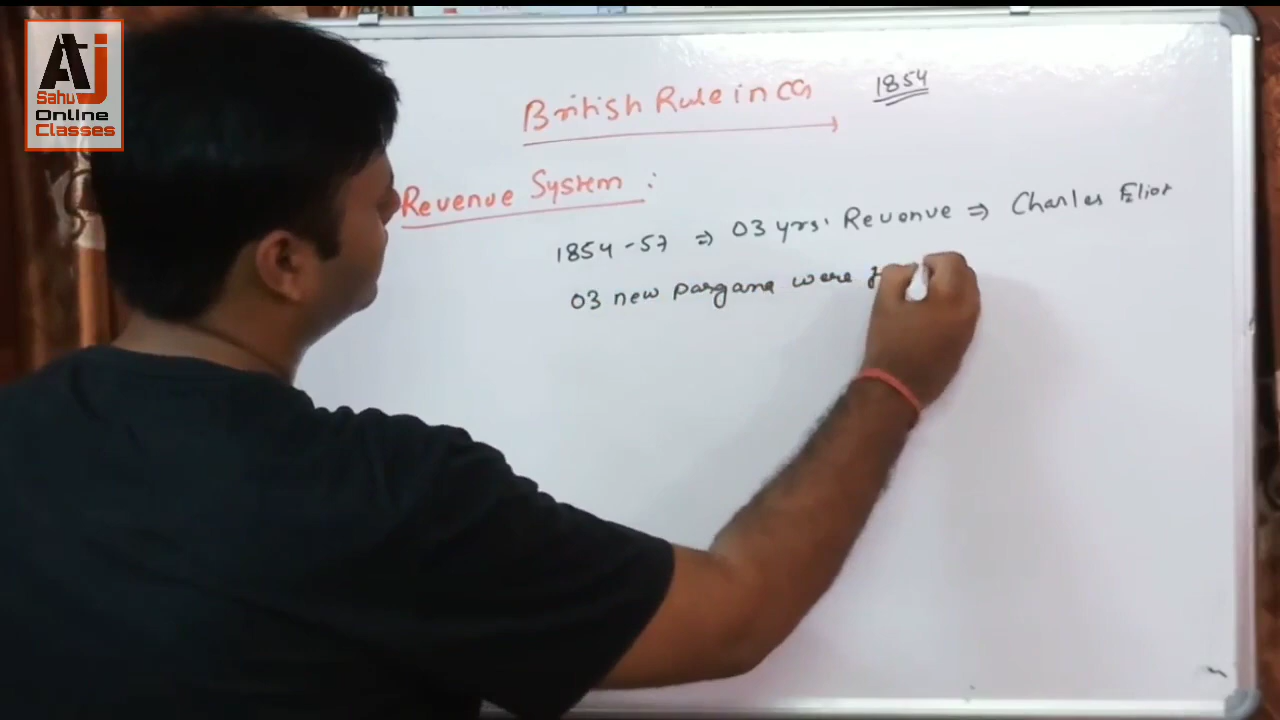 AJ
Sahu
Online
Classes
British Rule in CG 1854
Revenue System :
1854-57 ⇒ 03 yrs. Revenue ⇒ Charles Eliot
03 new pargana were